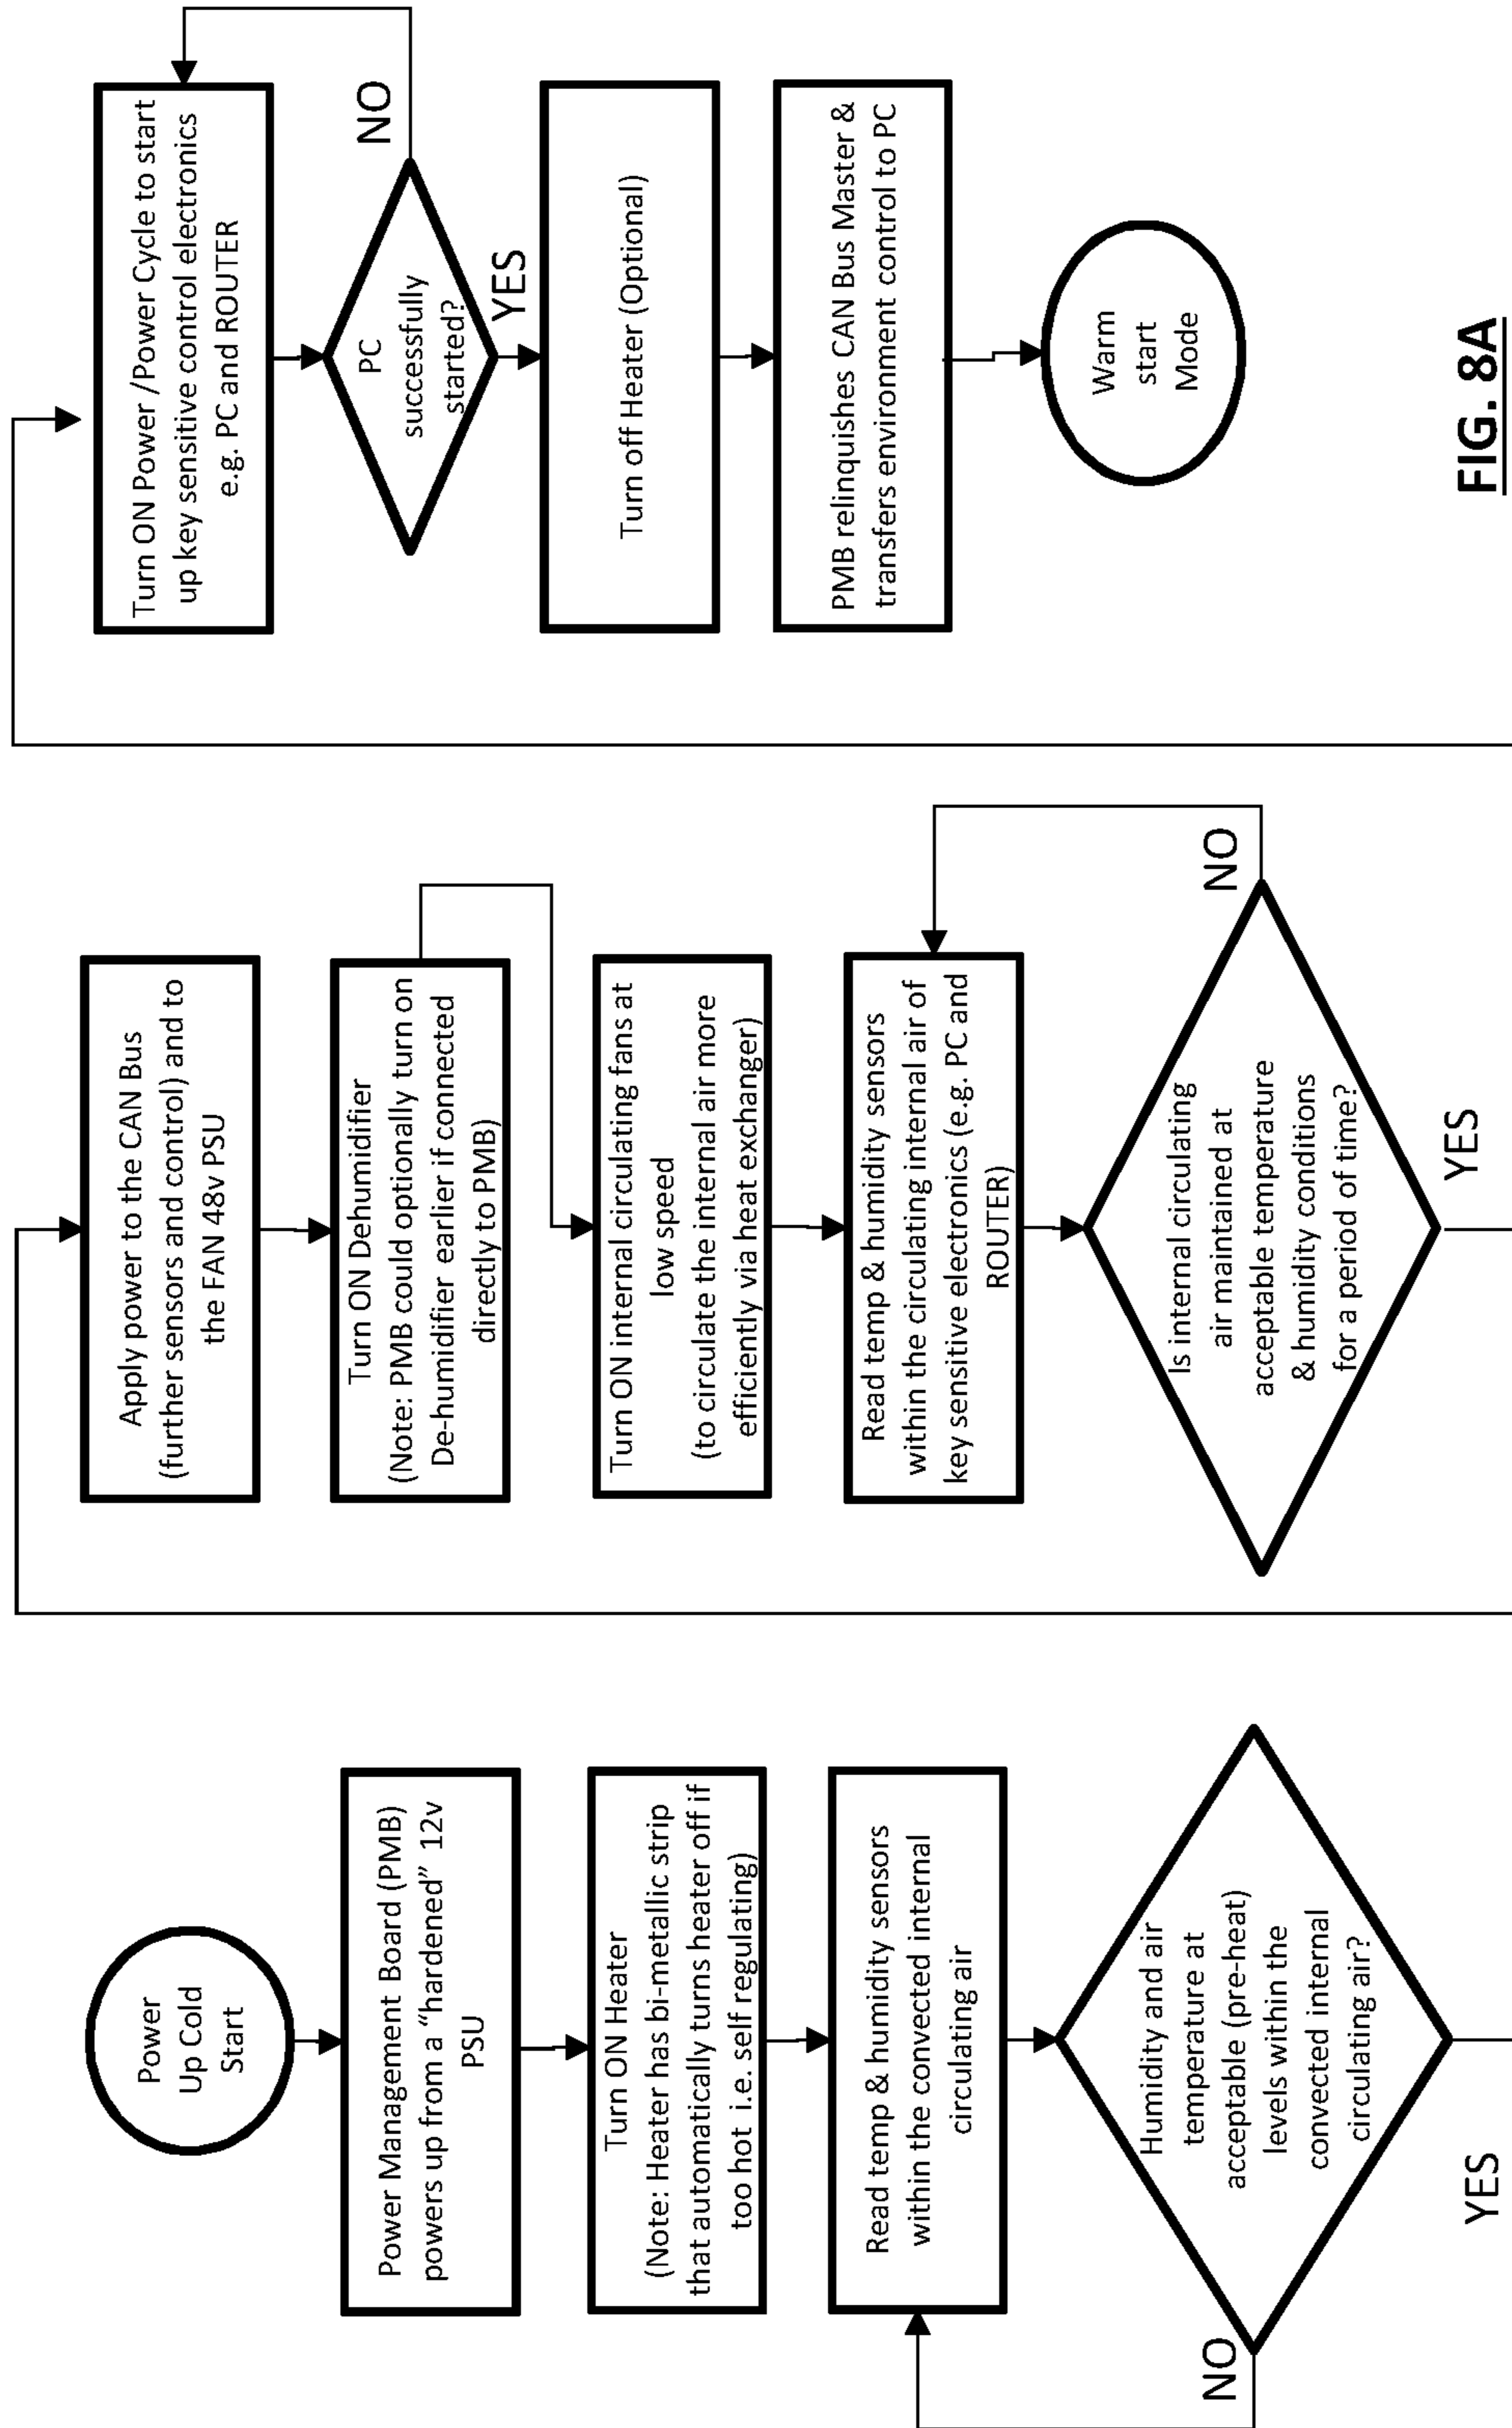 Power
Up Cold
Start
Power Management Board (PMB)
powers up from a “hardened” 12v
PSU
Turn ON Heater
(Note: Heater has bi-metallic strip
that automatically turns heater off if
too hot i.e. self regulating)
Read temp & humidity sensors
within the convected internal
circulating air
Humidity and air
temperature at
acceptable (pre-heat)
levels within the
convected internal
circulating air?
NO
YES
Apply power to the CAN Bus
(further sensors and control) and to
the FAN 48v PSU
Turn ON Dehumidifier
(Note: PMB could optionally turn on
De-humidifier earlier if connected
directly to PMB)
Turn ON internal circulating fans at
low speed
(to circulate the internal air more
efficiently via heat exchanger)
Read temp & humidity sensors
within the circulating internal air of
key sensitive electronics (e.g. PC and
ROUTER)
Is internal circulating
air maintained at
acceptable temperature
& humidity conditions
for a period of time?
NO
YES
Turn ON Power /Power Cycle to start
up key sensitive control electronics
e.g. PC and ROUTER
PC
successfully
started?
NO
YES
Turn off Heater (Optional)
PMB relinquishes CAN Bus Master &
transfers environment control to PC
Warm
start
Mode
FIG. 8A